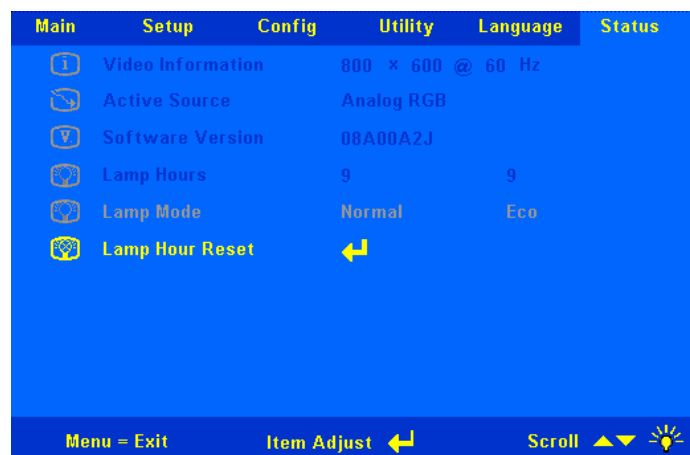 Main Setup Config Utility Language Status
Video Information 800 × 600 @ 60 Hz
Active Source Analog RGB
Software Version 08A00A2J
Lamp Hours 9 9
Lamp Mode Normal Eco
Lamp Hour Reset
Menu = Exit Item Adjust Scroll